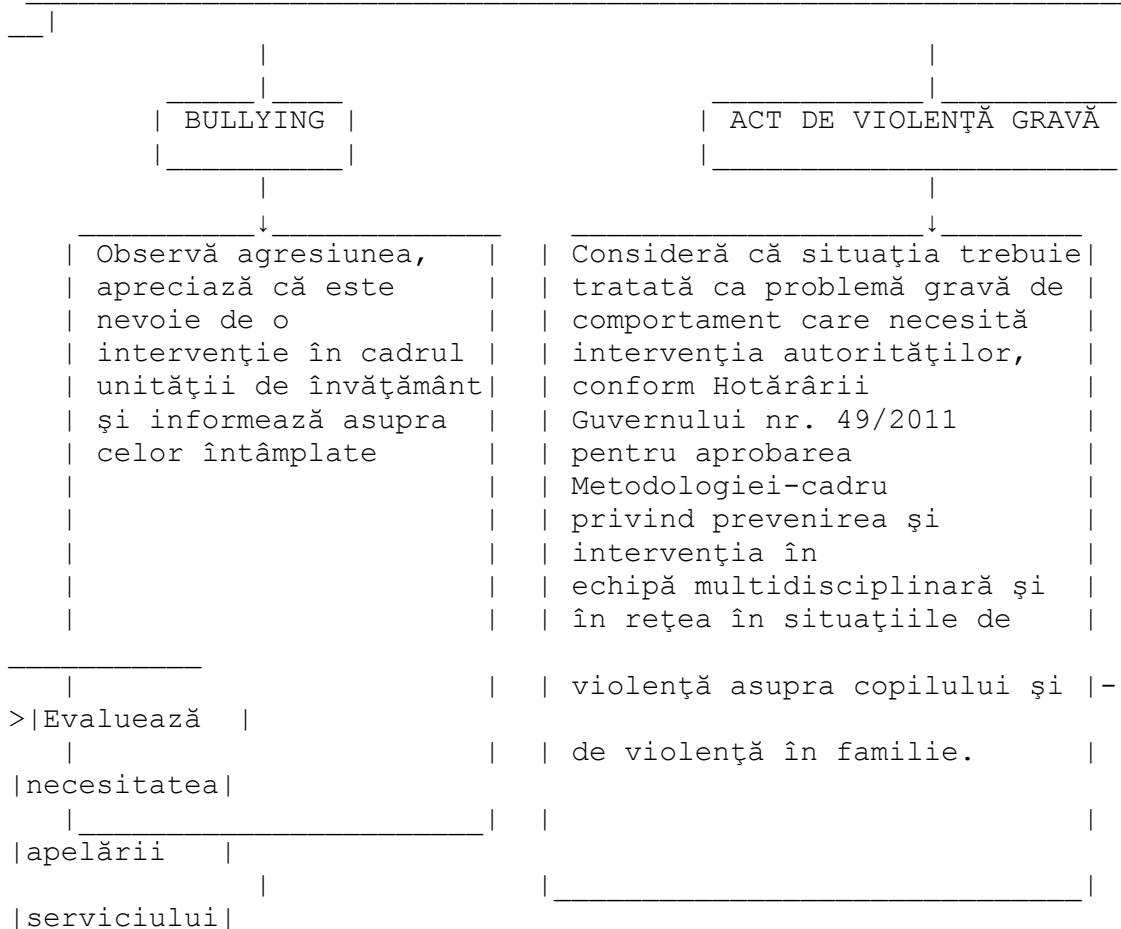 BULLYING
ACT DE VIOLENŢĂ GRAVĂ
Observă agresiunea,
apreciază că este
nevoie de o
intervenţie în cadrul
unităţii de învăţământ
şi informează asupra
celor întâmplate
Consideră că situaţia trebuie
tratată ca problemă gravă de
comportament care necesită
intervenţia autorităţilor,
conform Hotărârii
Guvernului nr. 49/2011
pentru aprobarea
Metodologiei-cadru
privind prevenirea şi
intervenţia în
echipă multidisciplinară şi
în reţea în situaţiile de
violenţă asupra copilului şi
de violenţă în familie.
Evaluează
necesitatea
apelării
serviciului